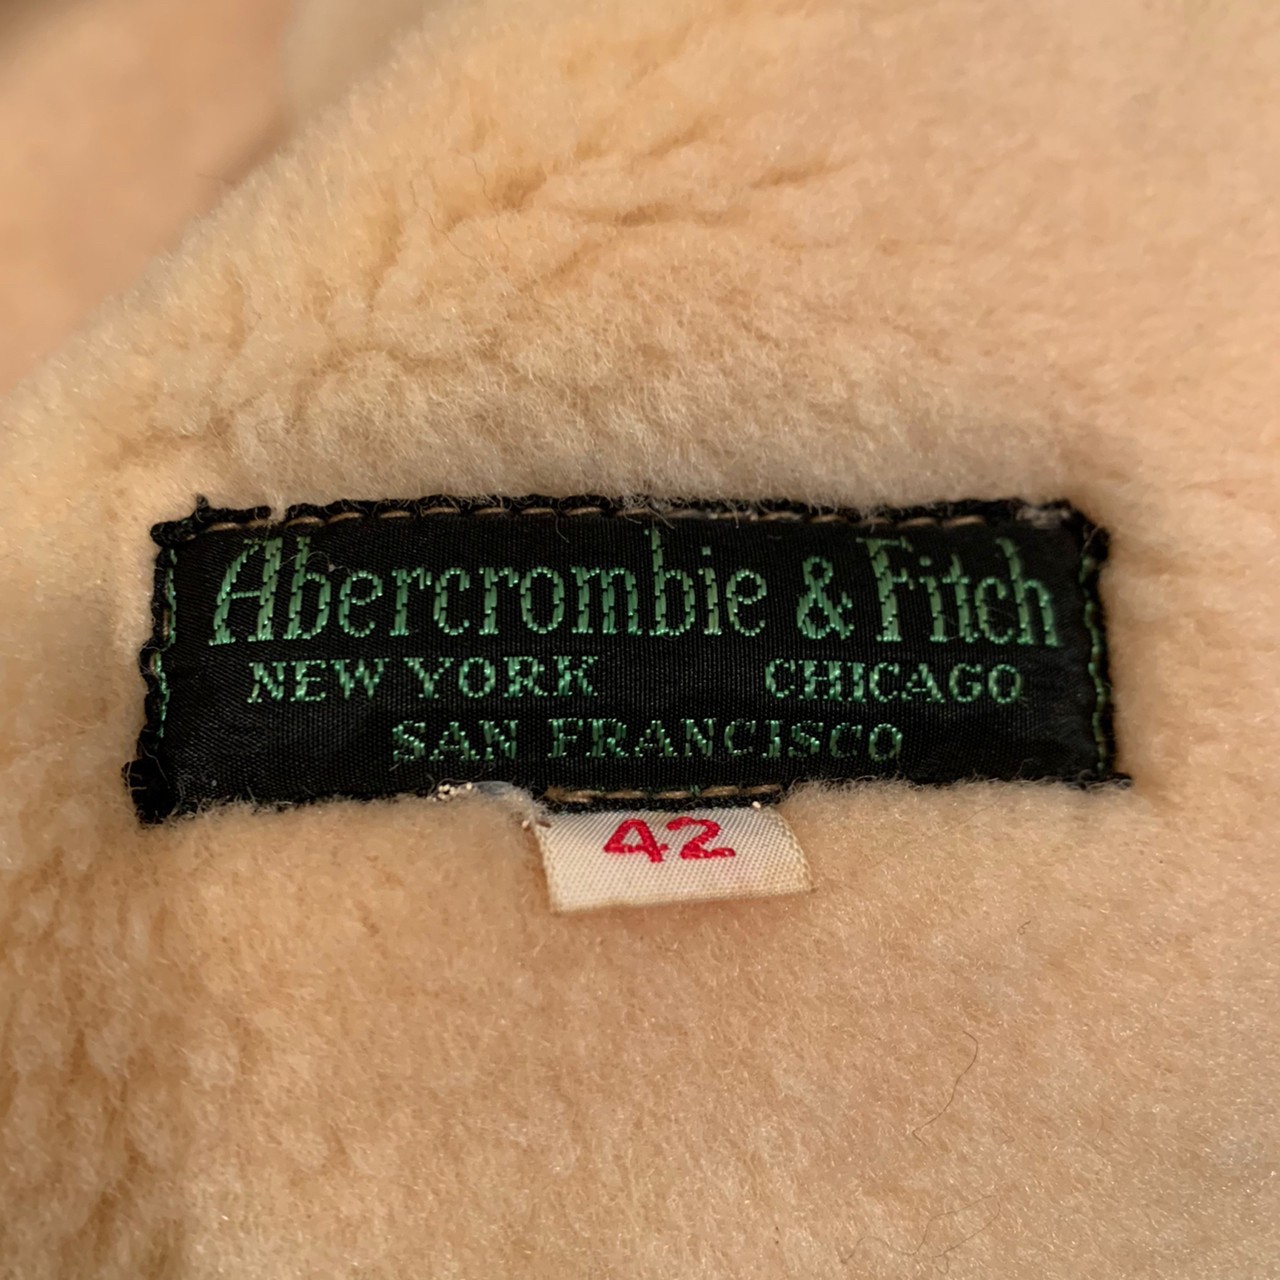 Abercrombie & Fitch
NEW YORK CHICAGO
SAN FRANCISCO
42